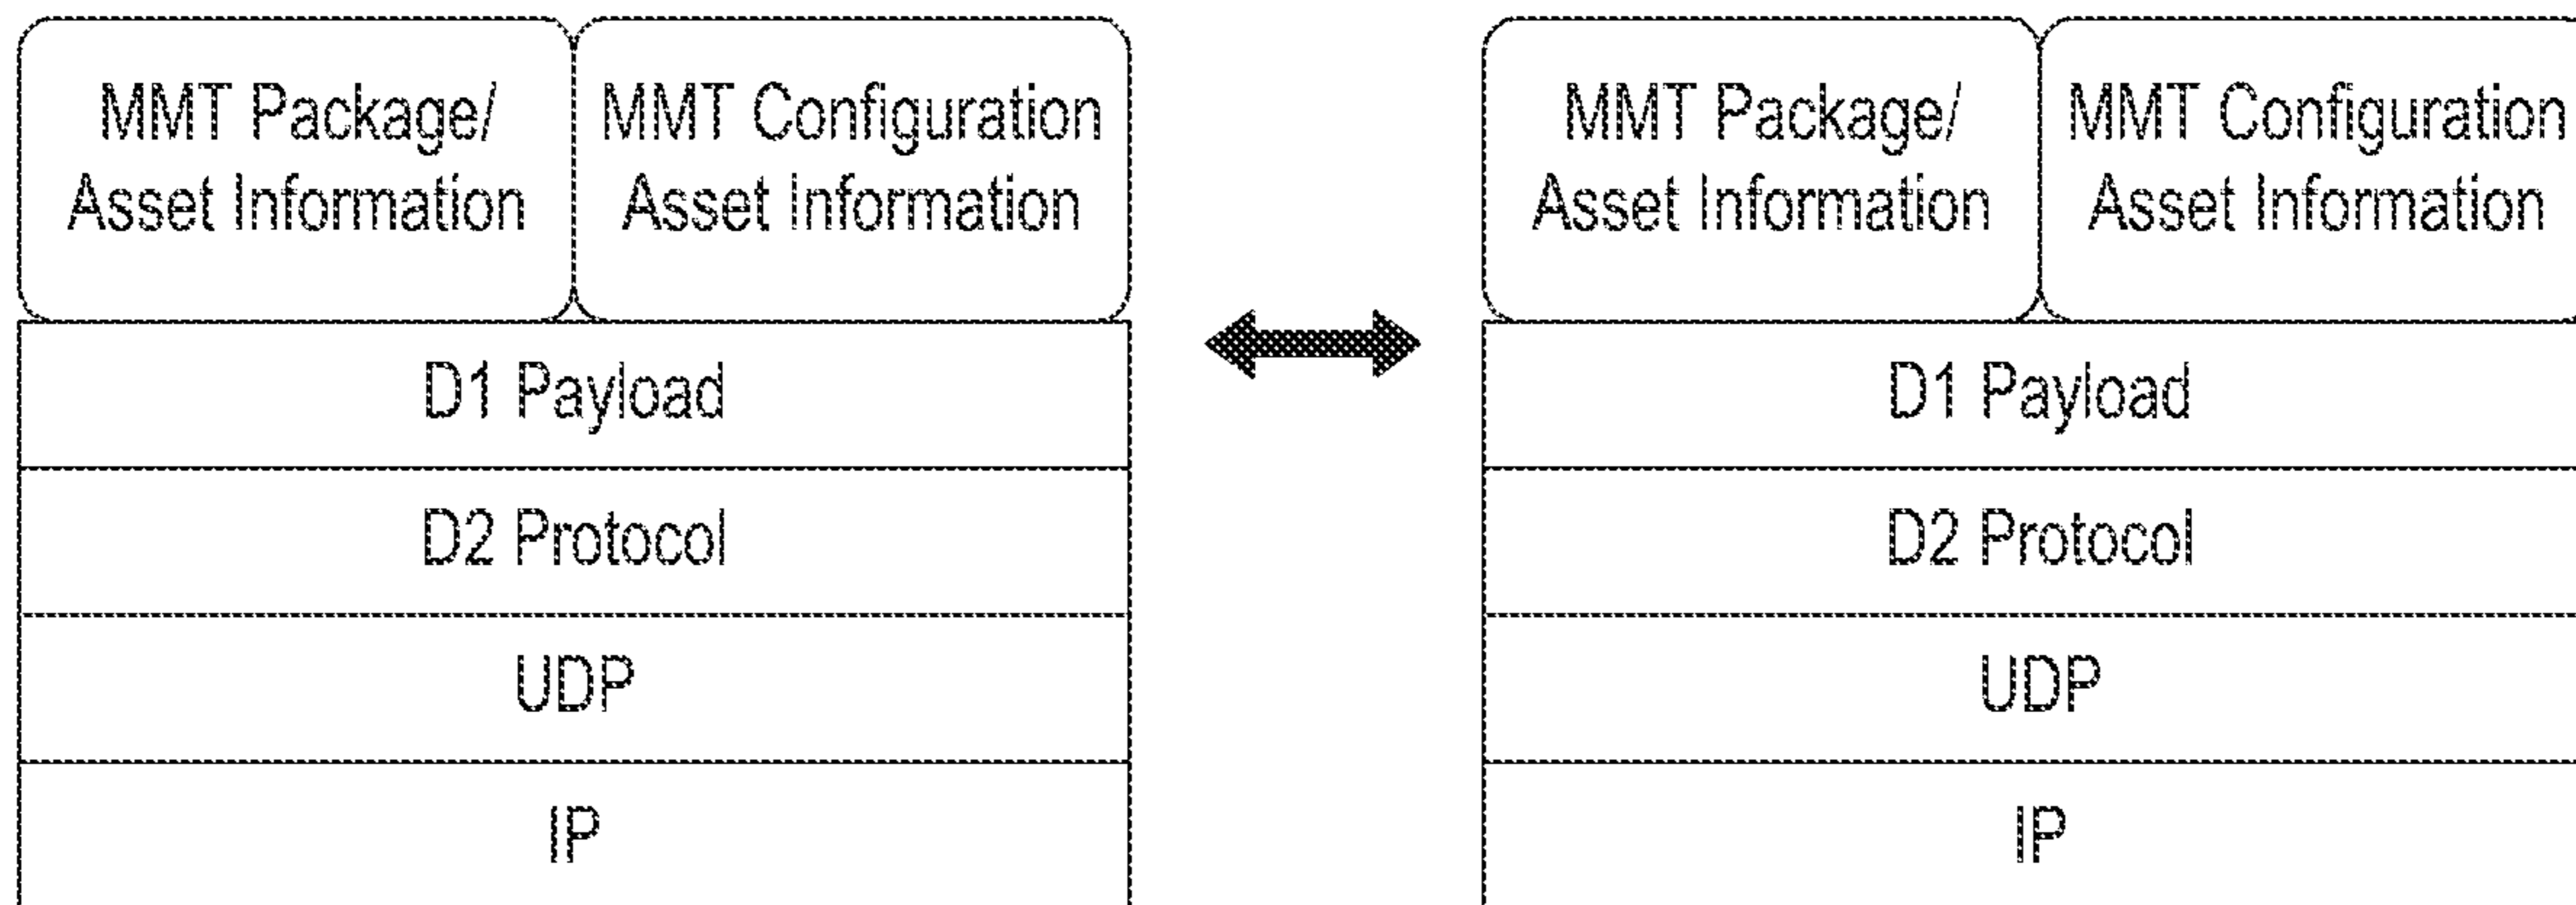 MMT Package/
Asset Information
MMT Configuration
Asset Information
D1 Payload
D2 Protocol
UDP
IP
MMT Package/
Asset Information
MMT Configuration
Asset Information
D1 Payload
D2 Protocol
UDP
IP